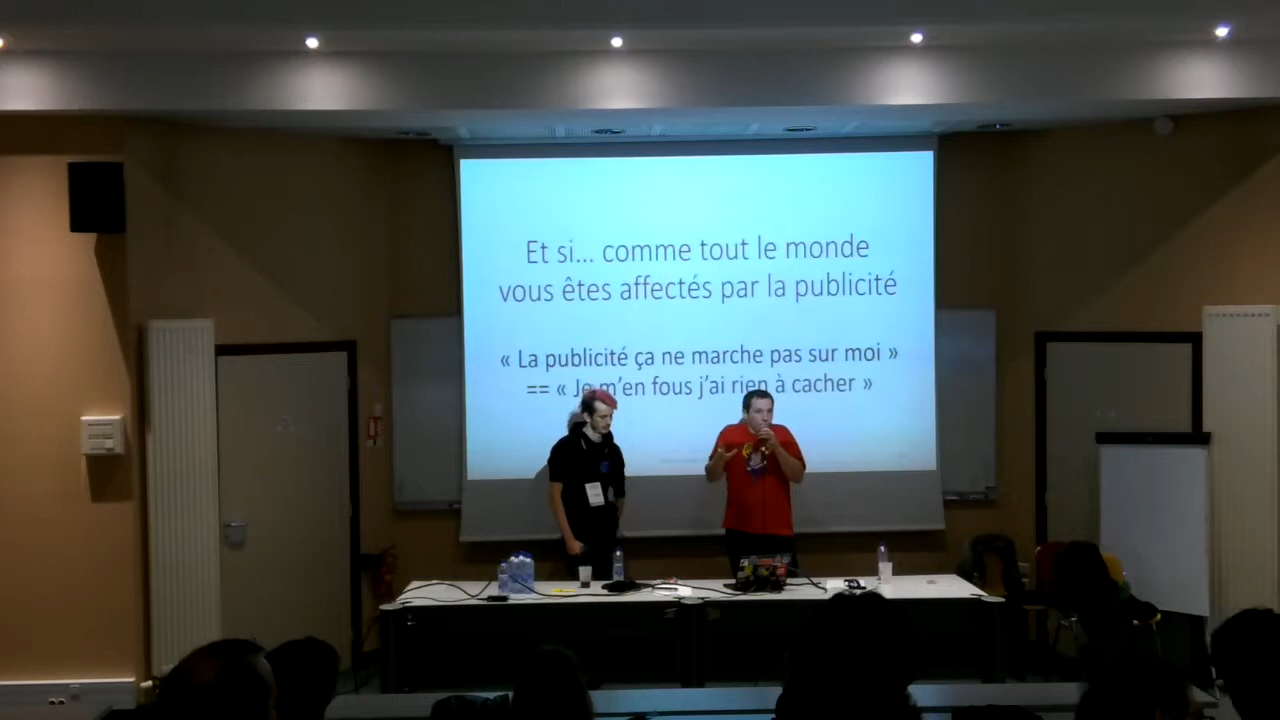 Et si... comme tout le monde
vous êtes affectés par la publicité
« La publicité ça ne marche pas sur moi »
== « Je m'en fous j'ai rien à cacher »